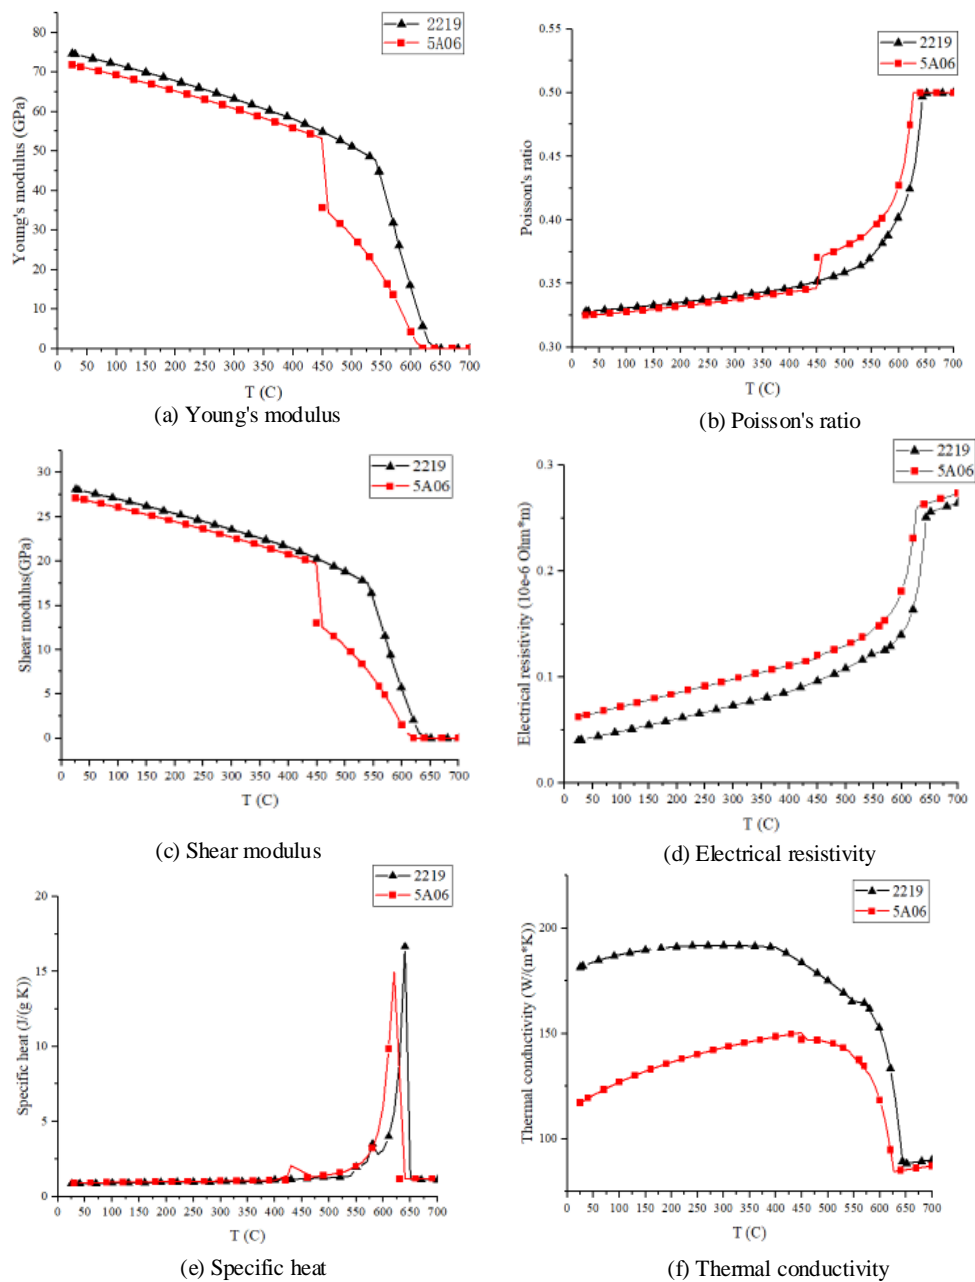 2219
5A06
80
70
60
50
40
30
20
10
0
Young's modulus (GPa)
0 50 100 150 200 250 300 350 400 450 500 550 600 650 700
T (C)
(a) Young's modulus
0.55
0.50
0.45
0.40
0.35
0.30
2219
5A06
Poisson's ratio
0 50 100 150 200 250 300 350 400 450 500 550 600 650 700
T (C)
(b) Poisson's ratio
2219
5A06
30
25
20
15
10
5
0
Shear modulus(GPa)
0 50 100 150 200 250 300 350 400 450 500 550 600 650 700
T (C)
(c) Shear modulus
2219
5A06
0.3
0.2
0.1
0.0
Electrical resistivity (10e-6 Ohm*m)
0 50 100 150 200 250 300 350 400 450 500 550 600 650 700
T (C)
(d) Electrical resistivity
2219
5A06
20
15
10
5
0
Specific heat (J/(g K))
0 50 100 150 200 250 300 350 400 450 500 550 600 650 700
T (C)
(e) Specific heat
2219
5A06
200
150
100
Thermal conductivity (W/(m*K))
0 50 100 150 200 250 300 350 400 450 500 550 600 650 700
T (C)
(f) Thermal conductivity